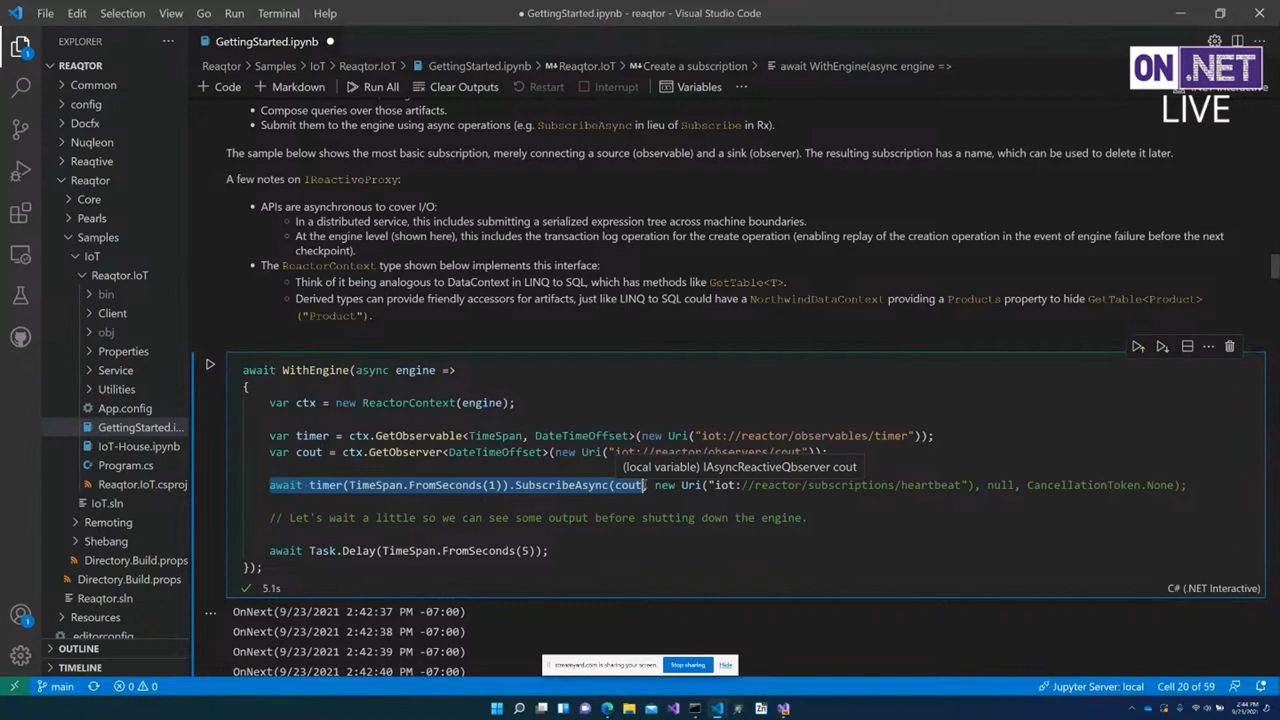 File Edit Selection View Go Run Terminal Help
● GettingStarted.ipynb - reaqtor - Visual Studio Code
EXPLORER
GettingStarted.ipynb
ON .NET
LIVE
REAQTOR
Reaqtor > Samples > IoT > Reaqtor.IoT > GettingStarted.ipynb > Reaqtor.IoT > Create a subscription > await WithEngine(async engine =>
+ Code + Markdown Run All Clear Outputs Restart Interrupt Variables ...
Common
config
Docfx
Nuqleon
Reaqtive
Reaqtor
Core
Pearls
Samples
IoT
Reaqtor.IoT
bin
Client
obj
Properties
Service
Utilities
App.config
GettingStarted.i...
IoT-House.ipynb
Program.cs
Reaqtor.IoT.csproj
IoT.sln
Remoting
Shebang
Directory.Build.props
Directory.Build.props
Reaqtor.sln
Resources
.editorconfig
OUTLINE
TIMELINE
Compose queries over those artifacts.
Submit them to the engine using async operations (e.g. SubscribeAsync in lieu of Subscribe in Rx).
The sample below shows the most basic subscription, merely connecting a source (observable) and a sink (observer). The resulting subscription has a name, which can be used to delete it later.
A few notes on IReactiveProxy:
APIs are asynchronous to cover I/O:
In a distributed service, this includes submitting a serialized expression tree across machine boundaries.
At the engine level (shown here), this includes the transaction log operation for the create operation (enabling replay of the creation operation in the event of engine failure before the next
checkpoint).
The ReactorContext type shown below implements this interface:
Think of it being analogous to DataContext in LINQ to SQL, which has methods like GetTable<T>.
Derived types can provide friendly accessors for artifacts, just like LINQ to SQL could have a NorthwindDataContext providing a Products property to hide GetTable<Product>
("Product").
await WithEngine(async engine =>
{
var ctx = new ReactorContext(engine);
var timer = ctx.GetObservable<TimeSpan, DateTimeOffset>(new Uri("iot://reactor/observables/timer"));
var cout = ctx.GetObserver<DateTimeOffset>(new Uri("iot://reactor/observers/cout"));
(local variable) IAsyncReactiveQbserver cout
await timer(TimeSpan.FromSeconds(1)).SubscribeAsync(cout, new Uri("iot://reactor/subscriptions/heartbeat"), null, CancellationToken.None);
// Let's wait a little so we can see some output before shutting down the engine.
await Task.Delay(TimeSpan.FromSeconds(5));
});
5.1s
C# (.NET Interactive)
OnNext(9/23/2021 2:42:37 PM -07:00)
OnNext(9/23/2021 2:42:38 PM -07:00)
OnNext(9/23/2021 2:42:39 PM -07:00)
OnNext(9/23/2021 2:42:40 PM -07:00)
streamyard.com is sharing your screen. Stop sharing Hide
main 0 0 Jupyter Server: local Cell 20 of 59
2:44 PM
9/23/2021